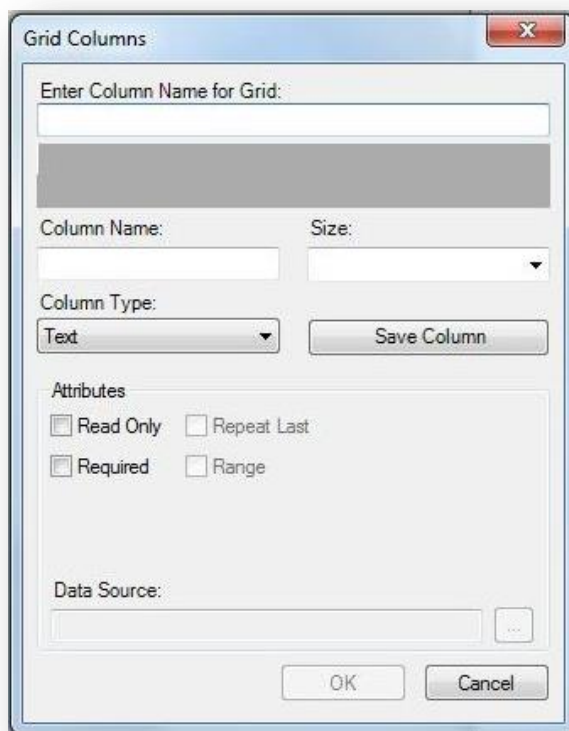 Grid Columns
Enter Column Name for Grid:
Column Name:
Size:
Column Type:
Text
Save Column
Attributes
Read Only
Repeat Last
Required
Range
Data Source:
...
OK
Cancel